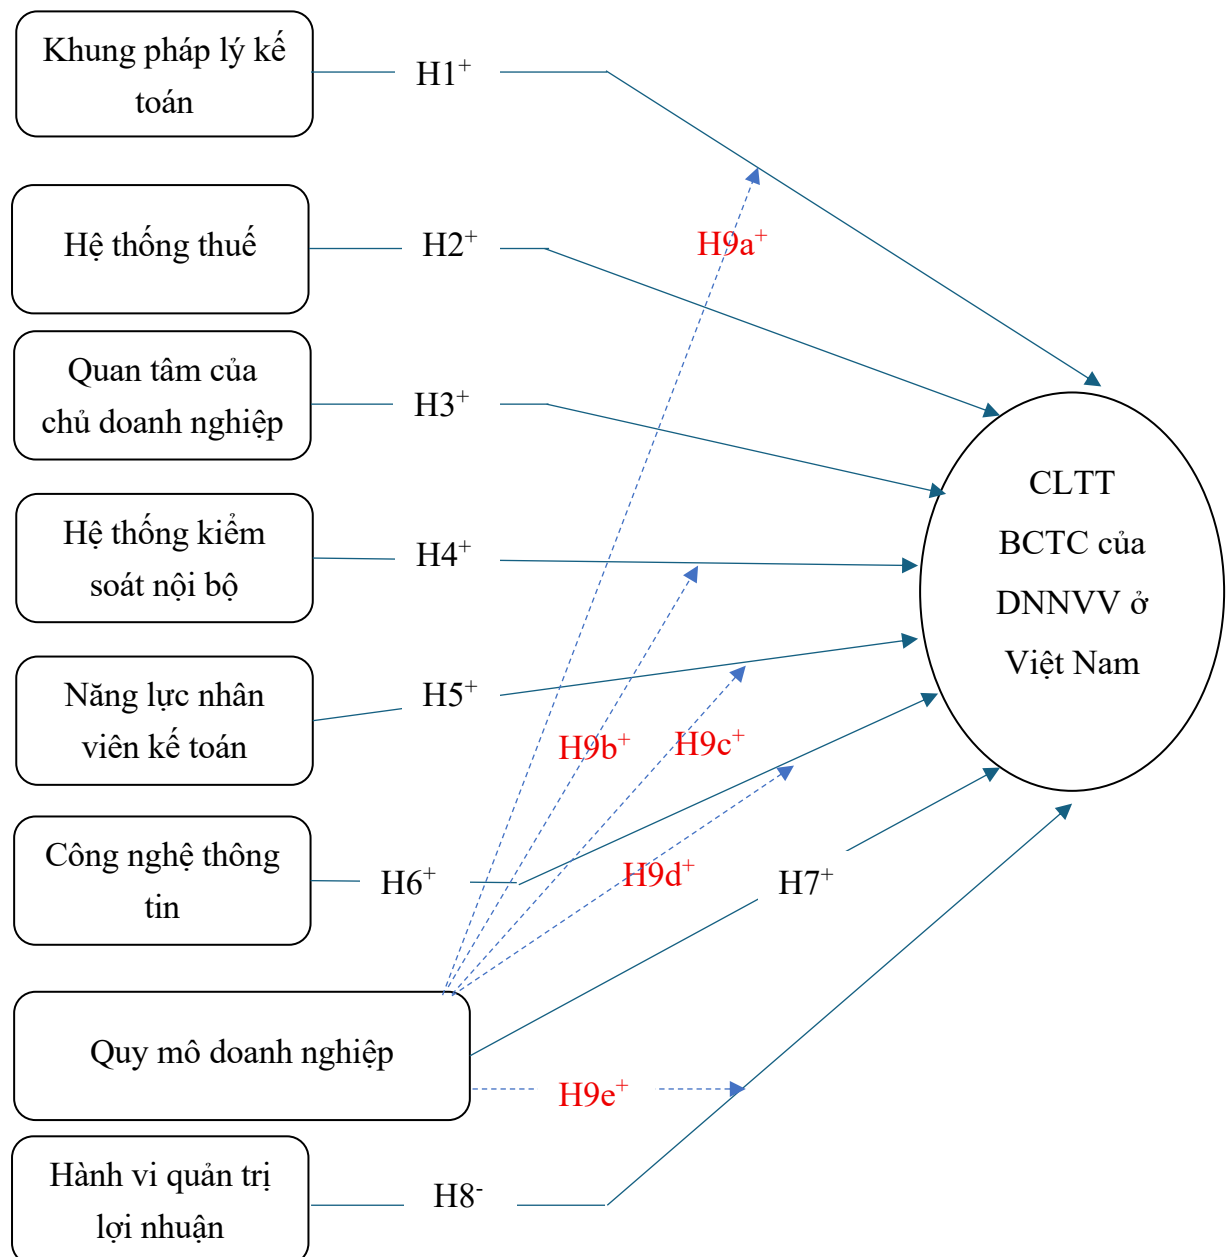 Khung pháp lý kế
toán
H1⁺
H9a⁺
Hệ thống thuế
H2⁺
Quan tâm của
chủ doanh nghiệp
H3⁺
CLTT
BCTC của
DNNVV ở
Việt Nam
Hệ thống kiểm
soát nội bộ
H4⁺
Năng lực nhân
viên kế toán
H5⁺
H9b⁺
H9c⁺
Công nghệ thông
tin
H6⁺
H9d⁺
H7⁺
Quy mô doanh nghiệp
H9e⁺
Hành vi quản trị
lợi nhuận
H8⁻